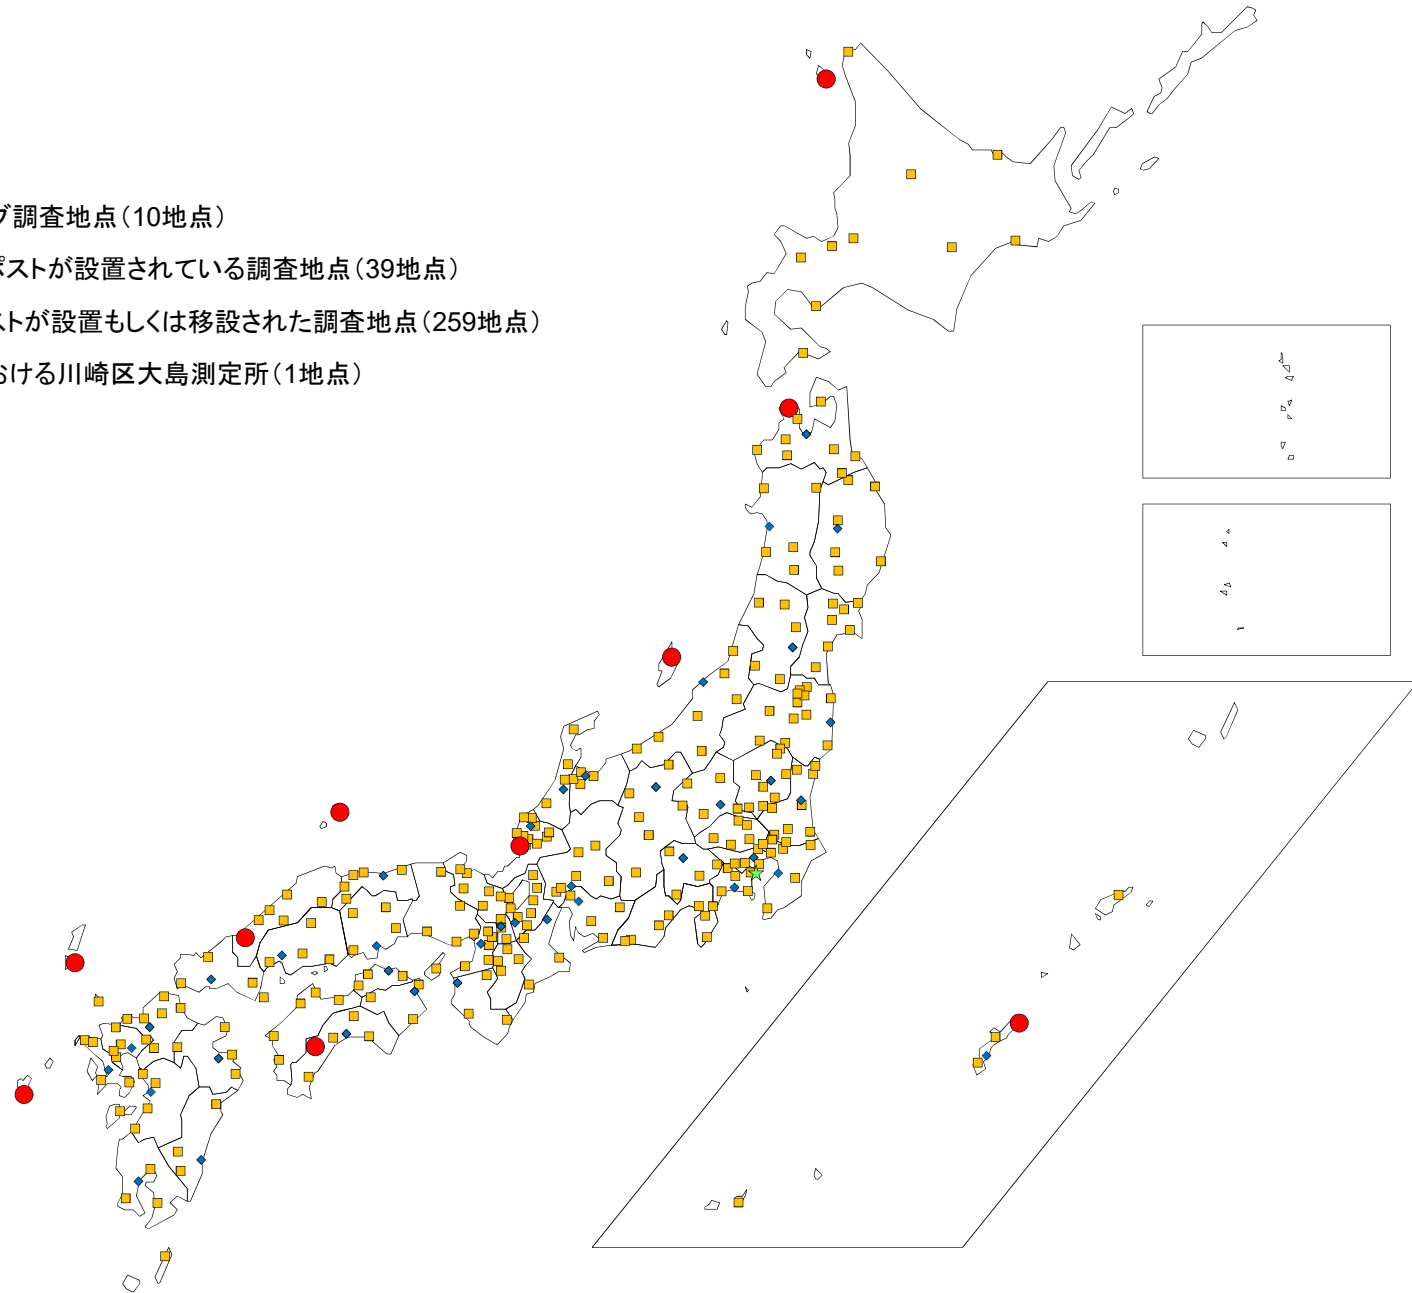 ブ調査地点（10地点）
ポストが設置されている調査地点（39地点）
ストが設置もしくは移設された調査地点（259地点）
おける川崎区大島測定所（1地点）